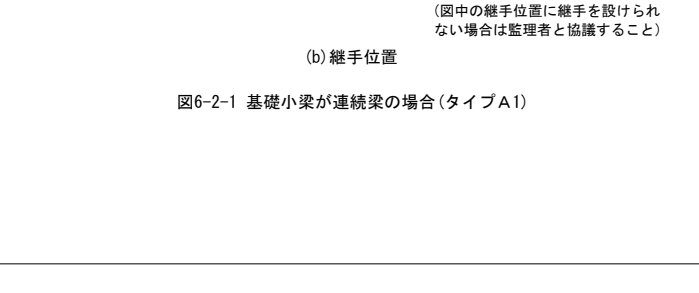 (図中の継手位置に継手を設けられ
ない場合は監理者と協議すること)
(b)継手位置
図6-2-1 基礎小梁が連続梁の場合(タイプA1)